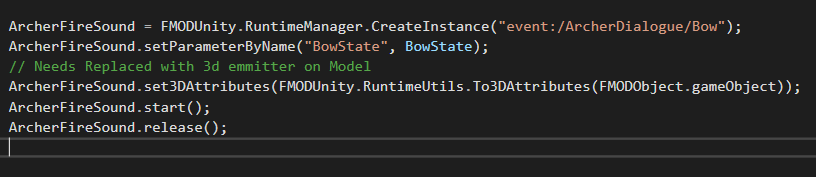 ArcherFireSound = FMODUnity.RuntimeManager.CreateInstance("event:/ArcherDialogue/Bow");
ArcherFireSound.setParameterByName("BowState", BowState);
// Needs Replaced with 3d emmitter on Model
ArcherFireSound.set3DAttributes(FMODUnity.RuntimeUtils.To3DAttributes(FMODObject.gameObject));
ArcherFireSound.start();
ArcherFireSound.release();